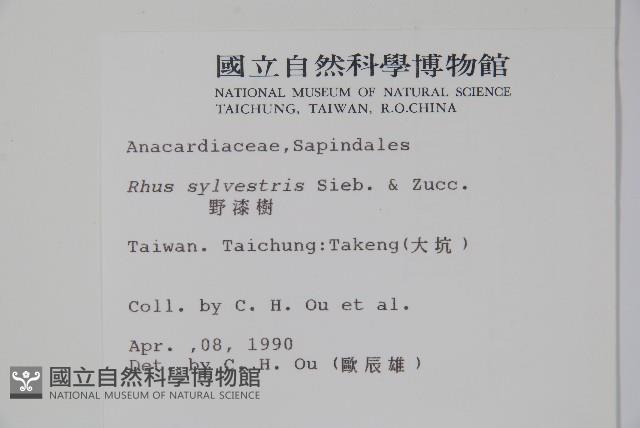 國立自然科學博物館
NATIONAL MUSEUM OF NATURAL SCIENCE
TAICHUNG, TAIWAN, R.O.CHINA
Anacardiaceae,Sapindales
Rhus sylvestris Sieb. & Zucc.
野漆樹
Taiwan. Taichung:Takeng(大坑)
Coll. by C. H. Ou et al.
Apr. ,08, 1990
Det. by C. H. Ou (歐辰雄)
國立自然科學博物館
NATIONAL MUSEUM OF NATURAL SCIENCE